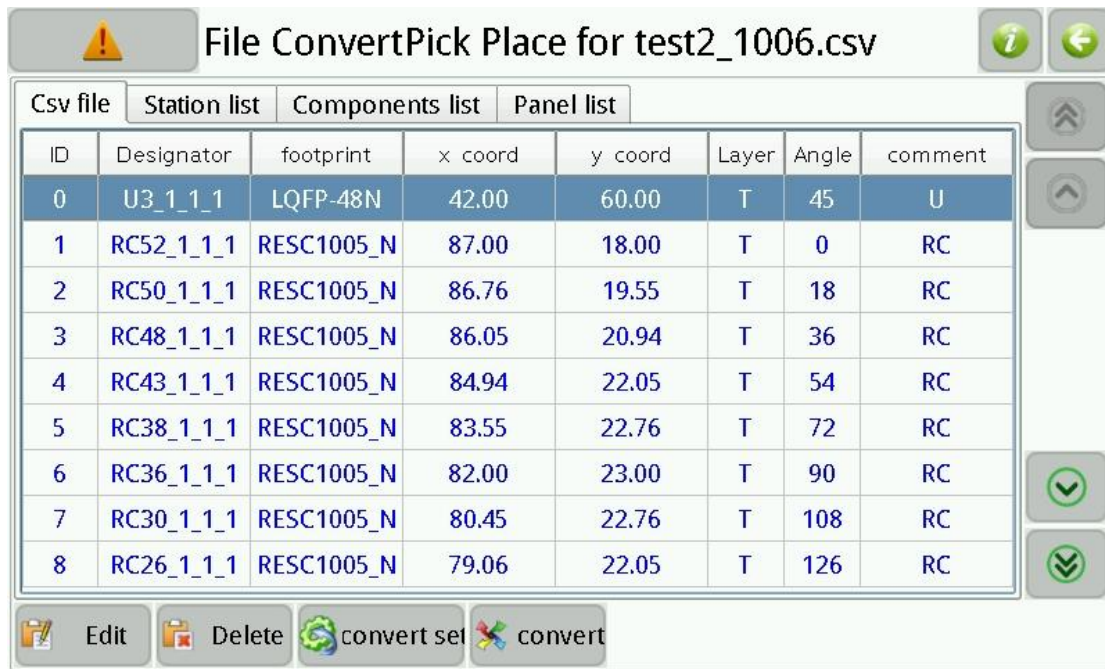 File ConvertPick Place for test2_1006.csv
Csv file Station list Components list Panel list
ID Designator footprint x coord y coord Layer Angle comment
0 U3_1_1_1 LQFP-48N 42.00 60.00 T 45 U
1 RC52_1_1_1 RESC1005_N 87.00 18.00 T 0 RC
2 RC50_1_1_1 RESC1005_N 86.76 19.55 T 18 RC
3 RC48_1_1_1 RESC1005_N 86.05 20.94 T 36 RC
4 RC43_1_1_1 RESC1005_N 84.94 22.05 T 54 RC
5 RC38_1_1_1 RESC1005_N 83.55 22.76 T 72 RC
6 RC36_1_1_1 RESC1005_N 82.00 23.00 T 90 RC
7 RC30_1_1_1 RESC1005_N 80.45 22.76 T 108 RC
8 RC26_1_1_1 RESC1005_N 79.06 22.05 T 126 RC
Edit Delete convert set convert